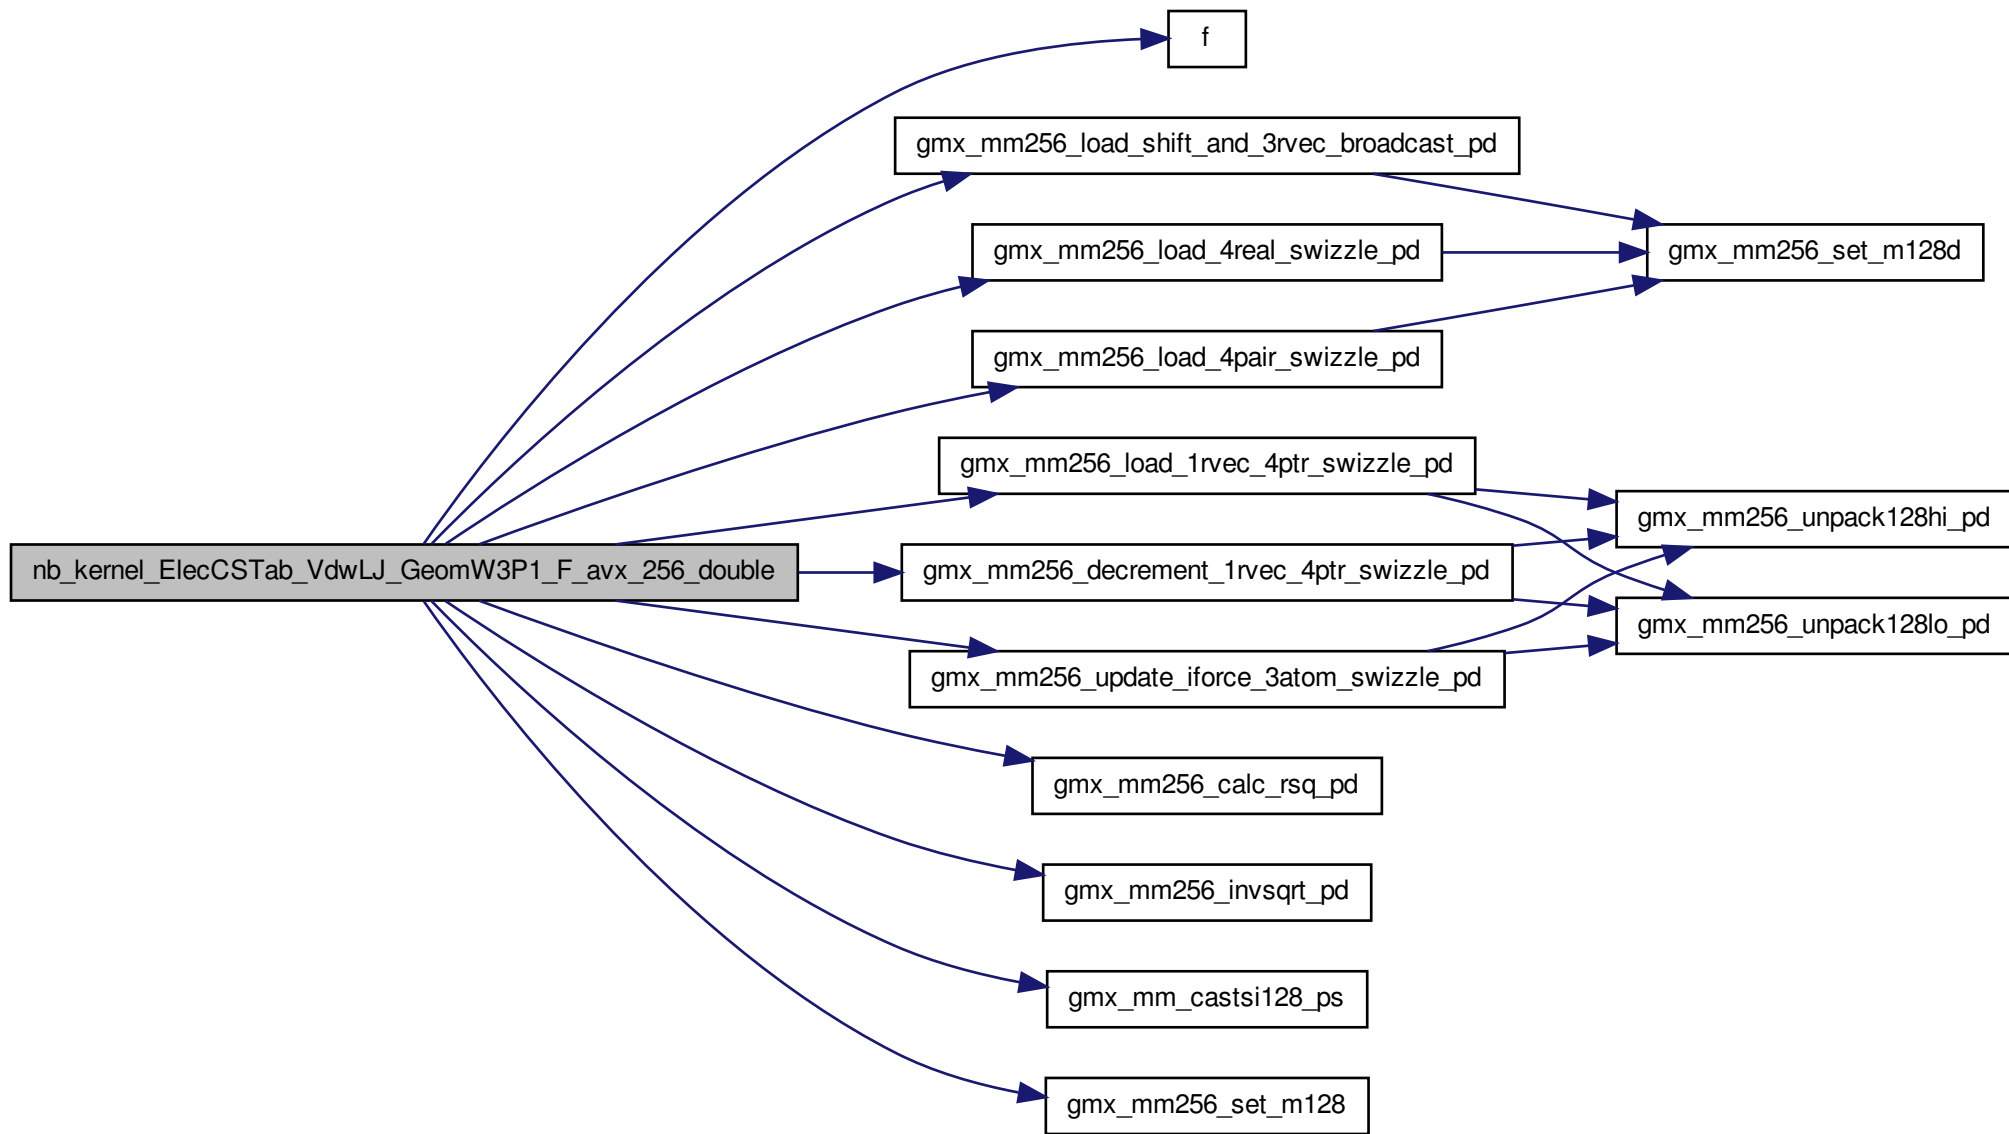 f
gmx_mm256_load_shift_and_3rvec_broadcast_pd
gmx_mm256_load_4real_swizzle_pd
gmx_mm256_set_m128d
gmx_mm256_load_4pair_swizzle_pd
gmx_mm256_load_1rvec_4ptr_swizzle_pd
gmx_mm256_unpack128hi_pd
nb_kernel_ElecCSTab_VdwLJ_GeomW3P1_F_avx_256_double
gmx_mm256_decrement_1rvec_4ptr_swizzle_pd
gmx_mm256_unpack128lo_pd
gmx_mm256_update_iforce_3atom_swizzle_pd
gmx_mm256_calc_rsq_pd
gmx_mm256_invsqrt_pd
gmx_mm_castsi128_ps
gmx_mm256_set_m128